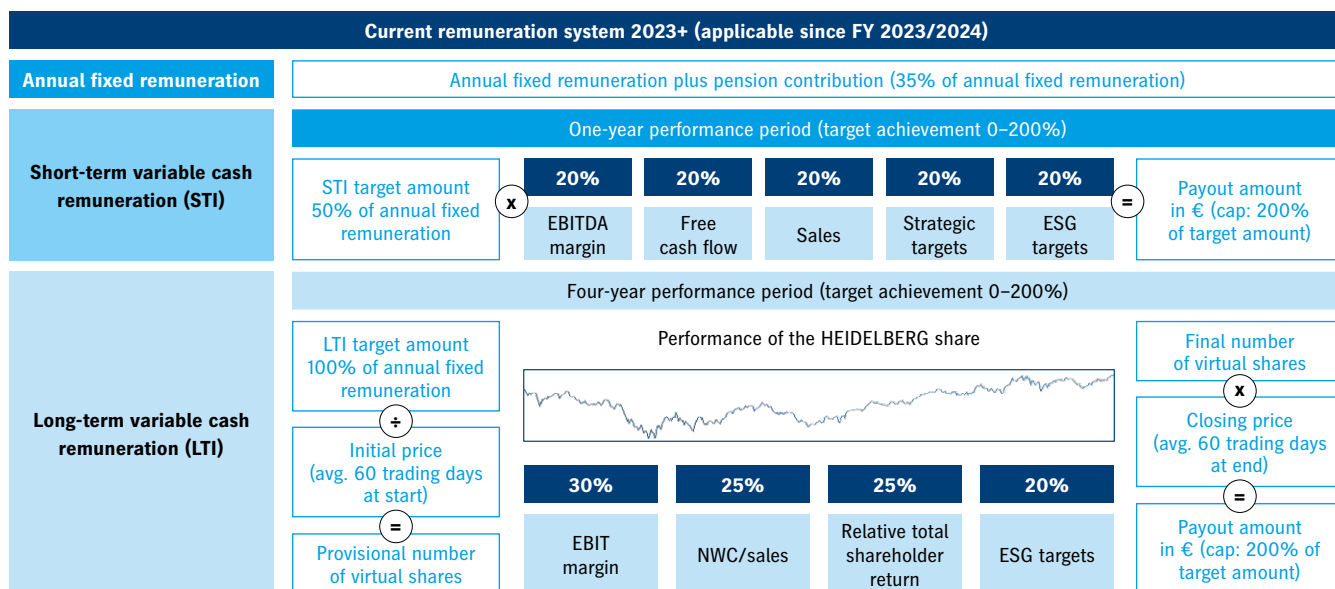 Current remuneration system 2023+ (applicable since FY 2023/2024)
Annual fixed remuneration
Annual fixed remuneration plus pension contribution (35% of annual fixed remuneration)
Short-term variable cash
remuneration (STI)
One-year performance period (target achievement 0–200%)
STI target amount
50% of annual fixed
remuneration
x
20%
EBITDA
margin
20%
Free
cash flow
20%
Sales
20%
Strategic
targets
20%
ESG
targets
=
Payout amount
in € (cap: 200%
of target amount)
Long-term variable cash
remuneration (LTI)
Four-year performance period (target achievement 0–200%)
LTI target amount
100% of annual fixed
remuneration
÷
Initial price
(avg. 60 trading days
at start)
=
Provisional number
of virtual shares
Performance of the HEIDELBERG share
30%
EBIT
margin
25%
NWC/sales
25%
Relative total
shareholder
return
20%
ESG targets
Final number
of virtual shares
x
Closing price
(avg. 60 trading days
at end)
=
Payout amount
in € (cap: 200% of
target amount)